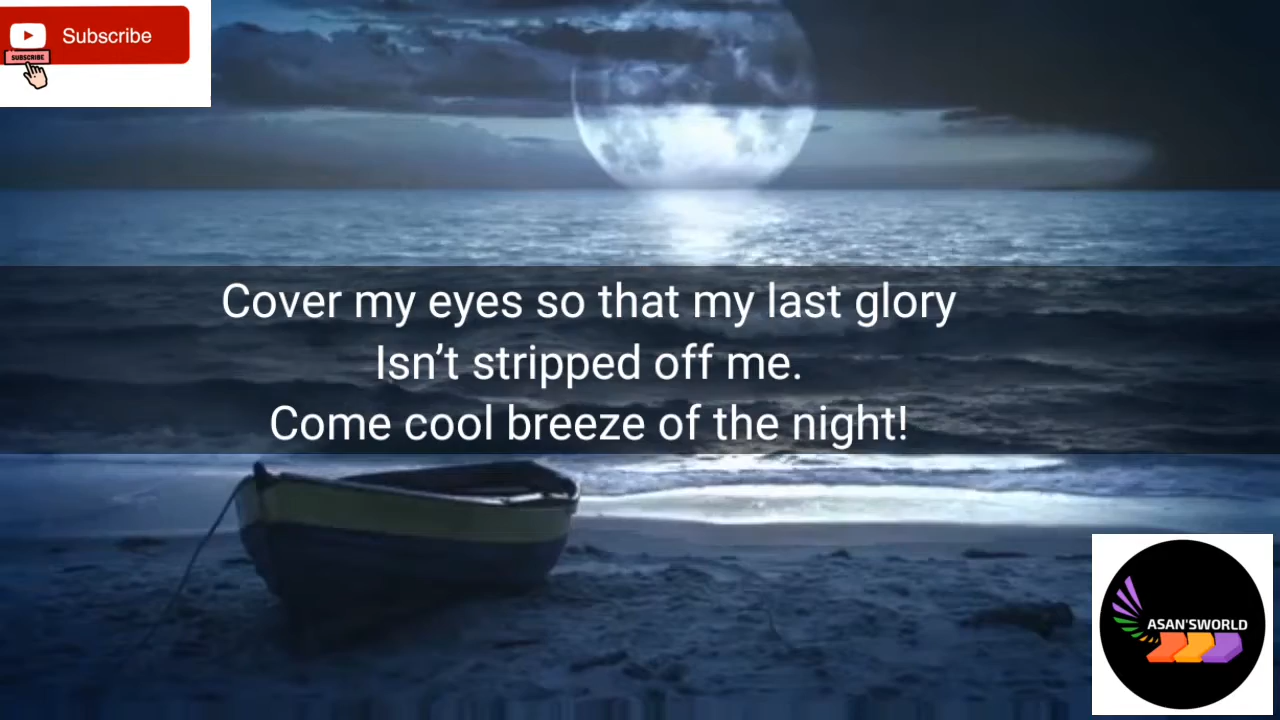 Subscribe
SUBSCRIBE
Cover my eyes so that my last glory
Isn’t stripped off me.
Come cool breeze of the night!
ASAN'SWORLD